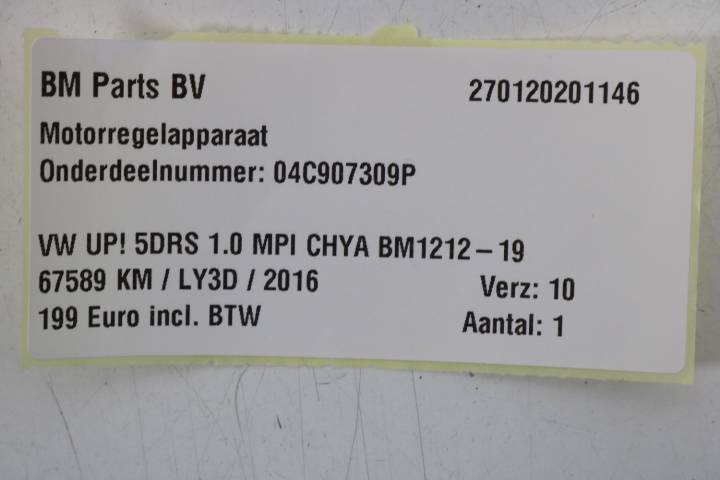 BM Parts BV 270120201146
Motorregelapparaat
Onderdeelnummer: 04C907309P
VW UP! 5DRS 1.0 MPI CHYA BM1212-19
67589 KM / LY3D / 2016 Verz: 10
199 Euro incl. BTW Aantal: 1